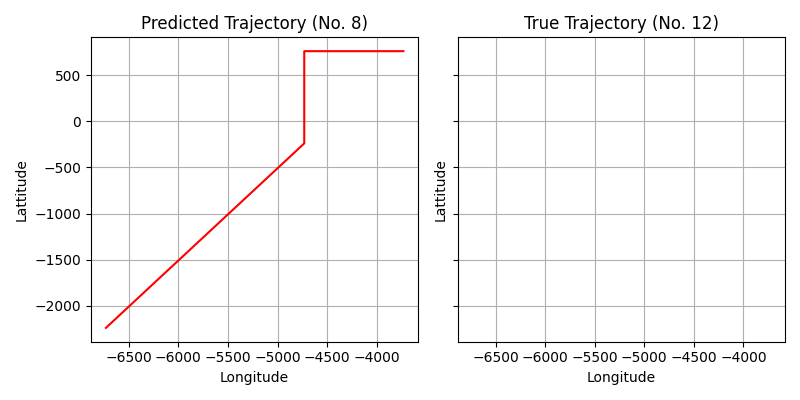 Predicted Trajectory (No. 8)
True Trajectory (No. 12)
Lattitude
500
0
−500
−1000
−1500
−2000
−6500 −6000 −5500 −5000 −4500 −4000
Longitude
Lattitude
−6500 −6000 −5500 −5000 −4500 −4000
Longitude